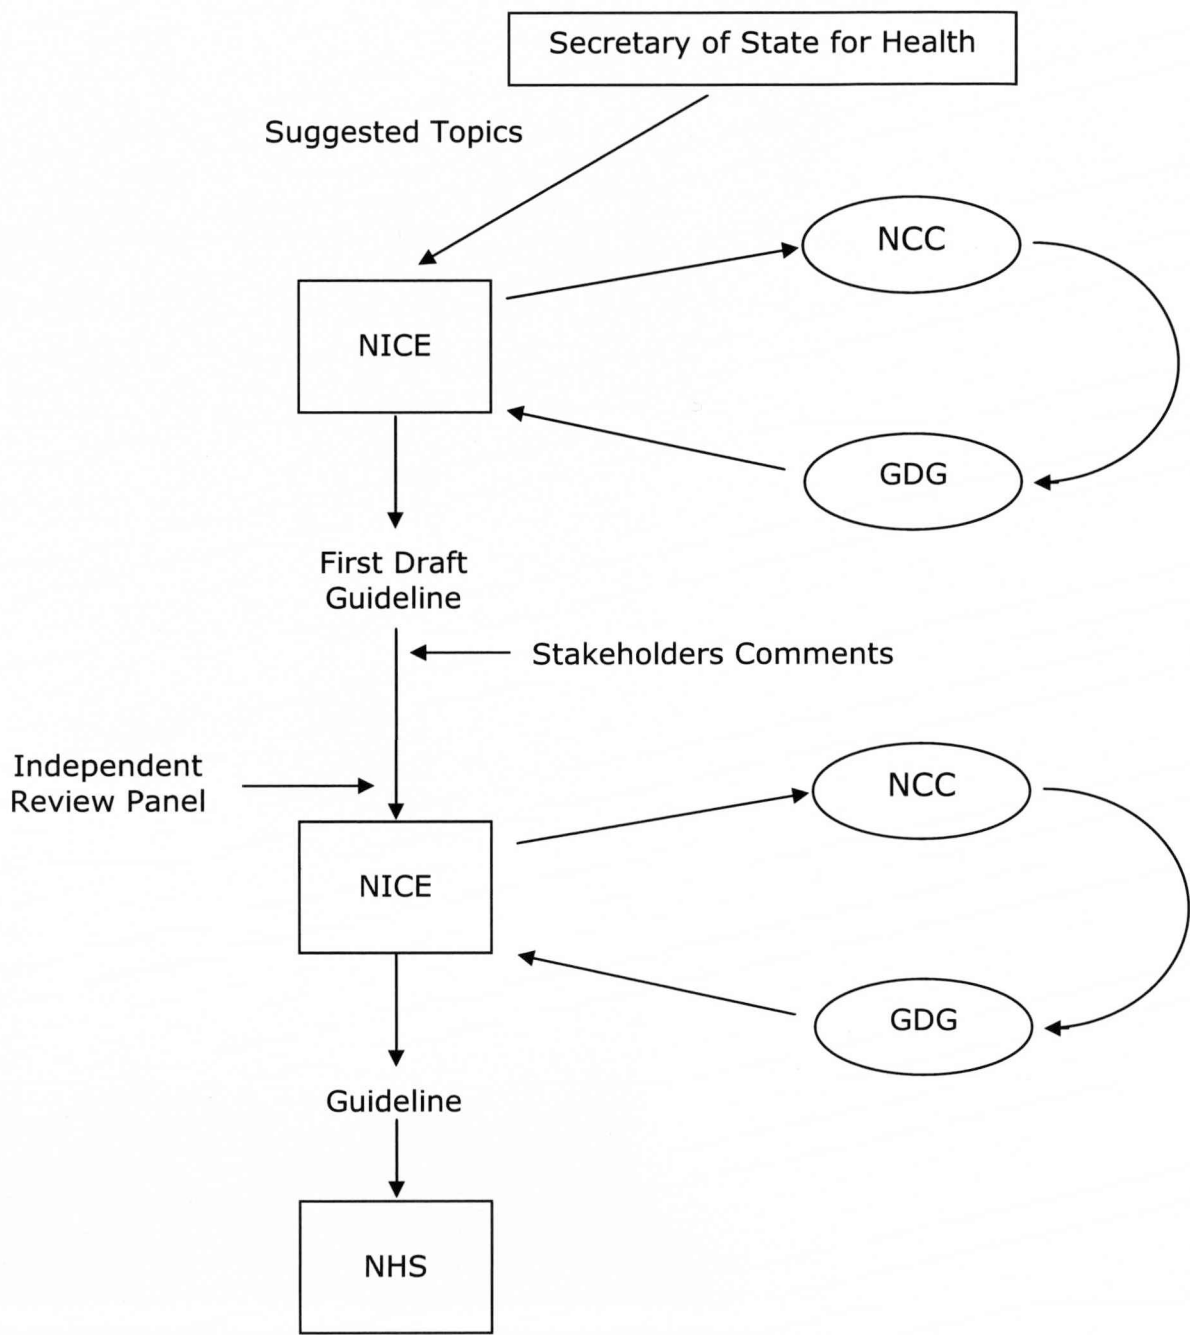 Secretary of State for Health
Suggested Topics
NCC
NICE
GDG
First Draft
Guideline
Stakeholders Comments
Independent
Review Panel
NCC
NICE
GDG
Guideline
NHS